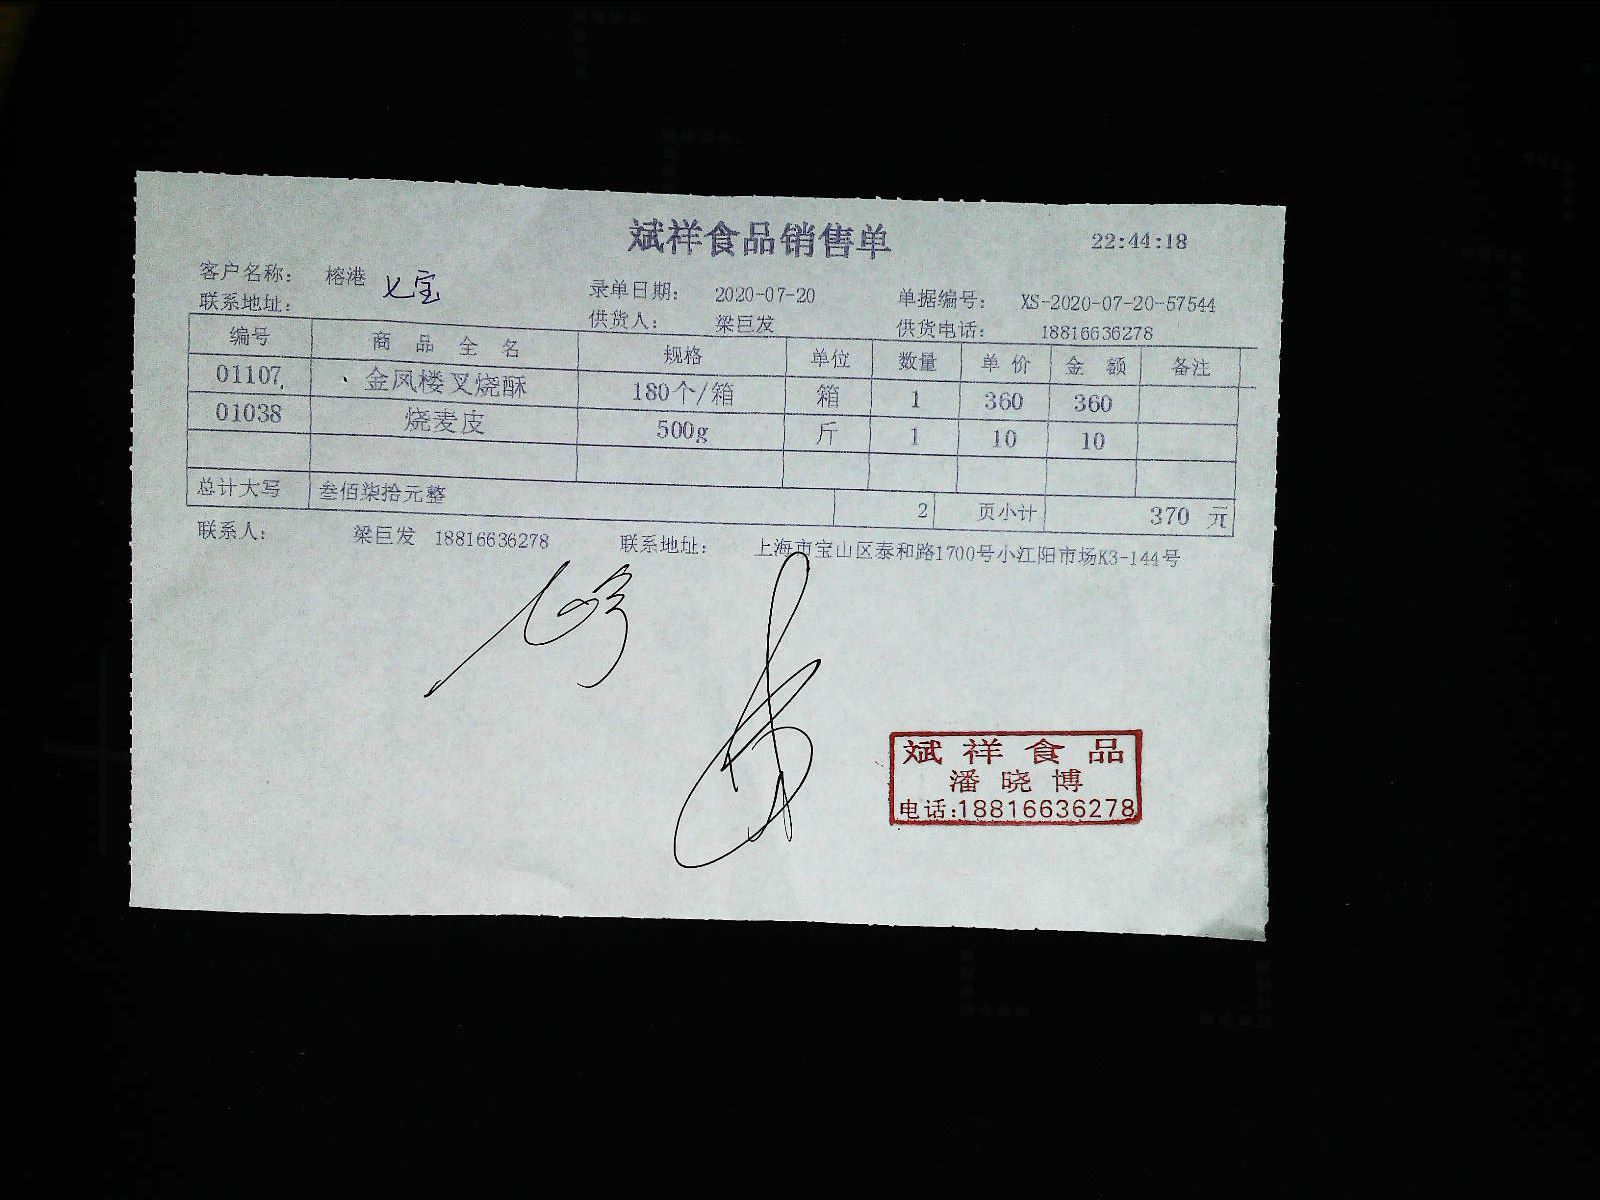 斌祥食品销售单 22:44:18
客户名称： 榕港 七宝 录单日期： 2020-07-20 单据编号： XS-2020-07-20-57544
联系地址： 供货人： 梁巨发 供货电话： 18816636278
编号 商 品 全 名 规格 单位 数量 单 价 金 额 备注
01107 金凤楼叉烧酥 180个/箱 箱 1 360 360
01038 烧麦皮 500g 斤 1 10 10
总计大写 叁佰柒拾元整 2 页小计 370 元
联系人： 梁巨发 18816636278 联系地址： 上海市宝山区泰和路1700号小江阳市场K3-144号
斌祥食品
潘晓博
电话:18816636278